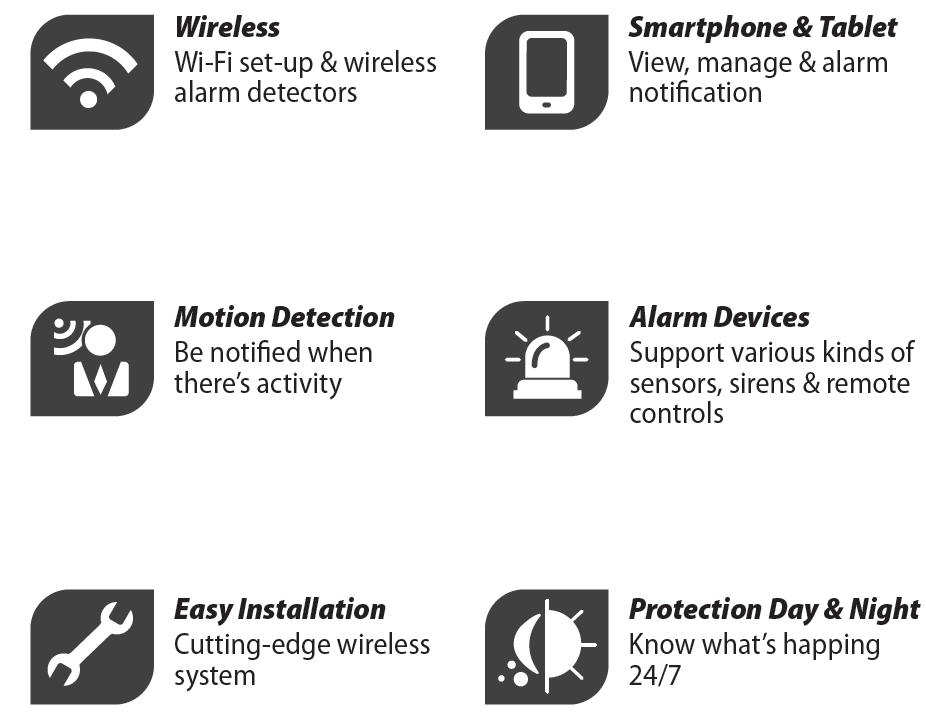 Wireless
Wi-Fi set-up & wireless
alarm detectors
Smartphone & Tablet
View, manage & alarm
notification
Motion Detection
Be notified when
there’s activity
Alarm Devices
Support various kinds of
sensors, sirens & remote
controls
Easy Installation
Cutting-edge wireless
system
Protection Day & Night
Know what’s happing
24/7